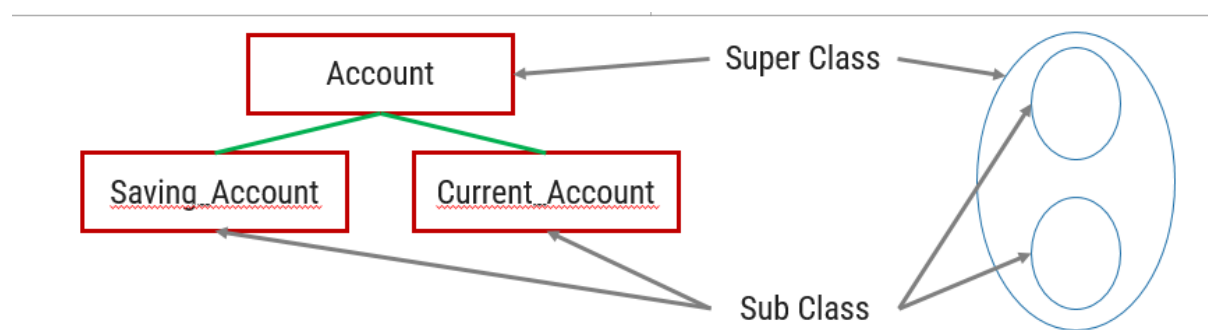 Account
Super Class
Saving_Account
Current_Account
Sub Class